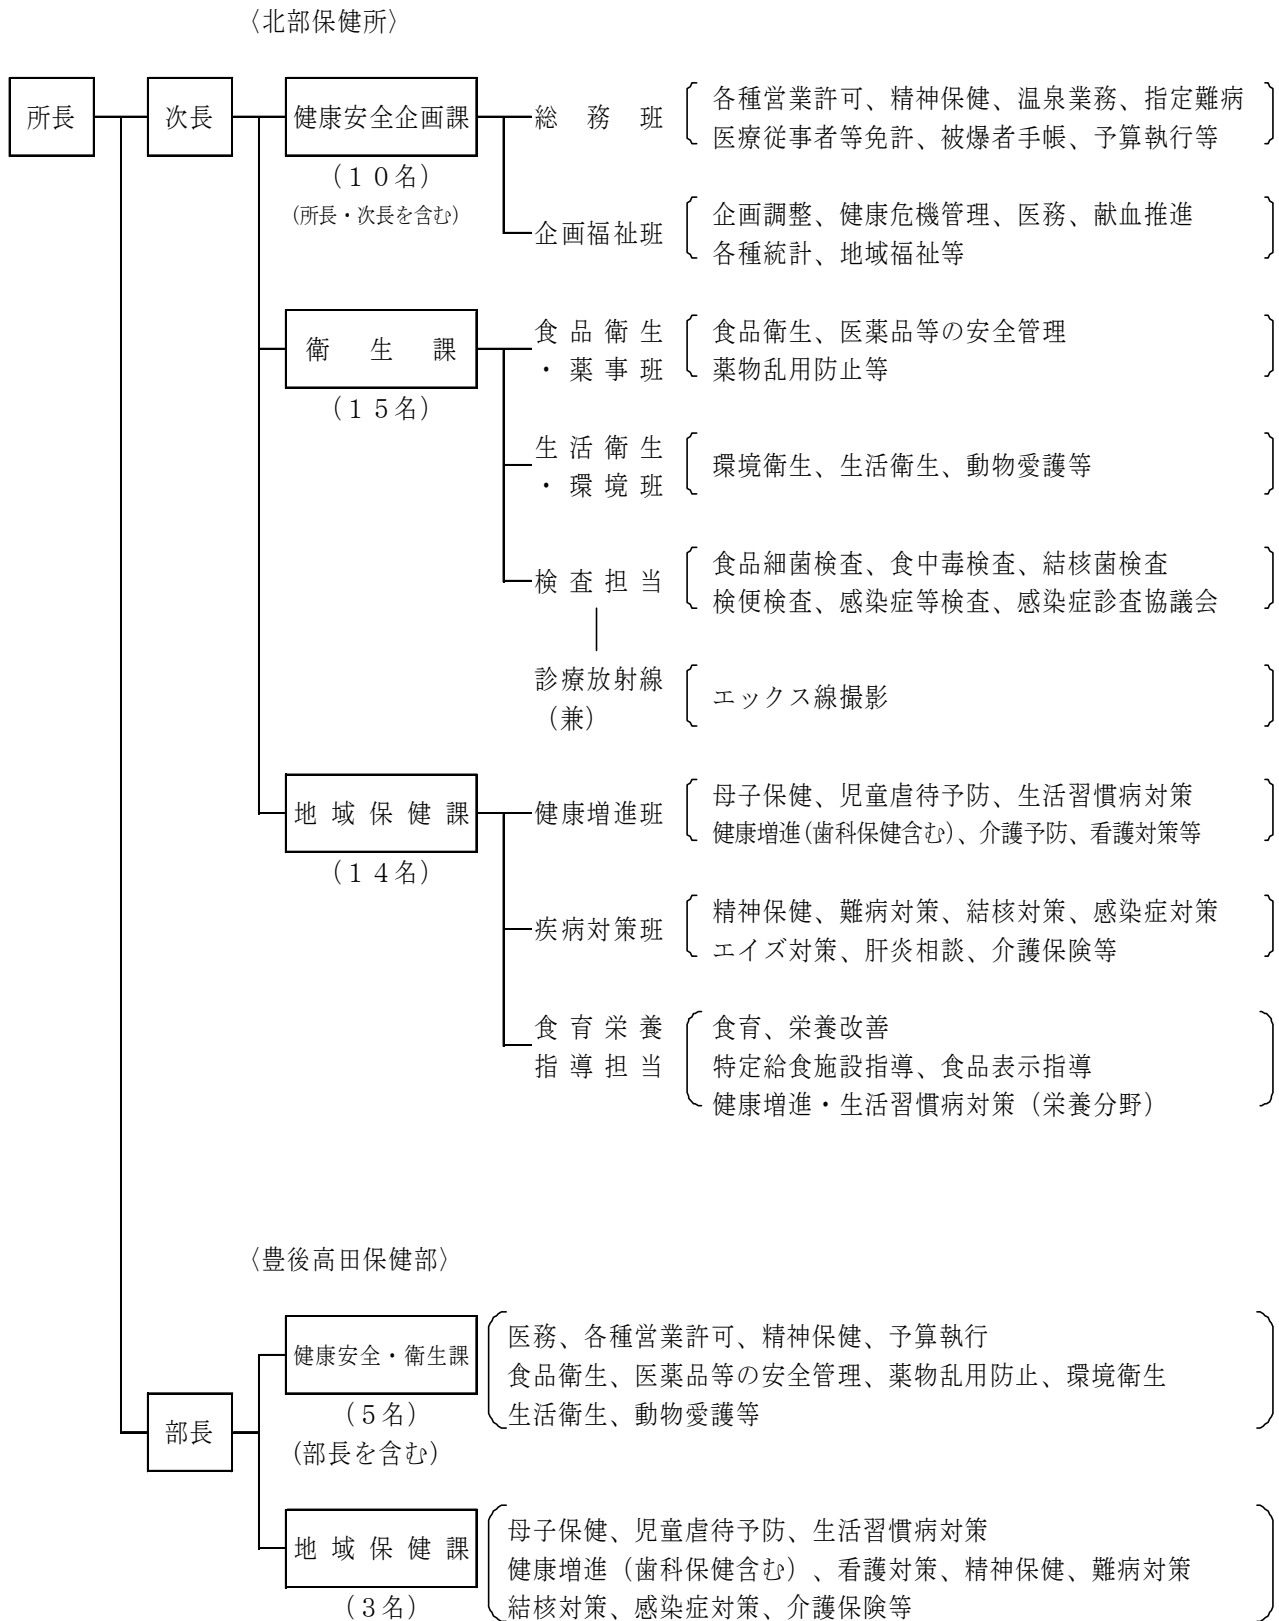 〈北部保健所〉
所長
次長
健康安全企画課
(10名)
(所長・次長を含む)
総務班
各種営業許可、精神保健、温泉業務、指定難病
医療従事者等免許、被爆者手帳、予算執行等
企画福祉班
企画調整、健康危機管理、医務、献血推進
各種統計、地域福祉等
衛生課
(15名)
食品衛生
・薬事班
食品衛生、医薬品等の安全管理
薬物乱用防止等
生活衛生
・環境班
環境衛生、生活衛生、動物愛護等
検査担当
食品細菌検査、食中毒検査、結核菌検査
検便検査、感染症等検査、感染症診査協議会
診療放射線
(兼)
エックス線撮影
地域保健課
(14名)
健康増進班
母子保健、児童虐待予防、生活習慣病対策
健康増進(歯科保健含む)、介護予防、看護対策等
疾病対策班
精神保健、難病対策、結核対策、感染症対策
エイズ対策、肝炎相談、介護保険等
食育栄養
指導担当
食育、栄養改善
特定給食施設指導、食品表示指導
健康増進・生活習慣病対策(栄養分野)
〈豊後高田保健部〉
部長
健康安全・衛生課
(5名)
(部長を含む)
医務、各種営業許可、精神保健、予算執行
食品衛生、医薬品等の安全管理、薬物乱用防止、環境衛生
生活衛生、動物愛護等
地域保健課
(3名)
母子保健、児童虐待予防、生活習慣病対策
健康増進(歯科保健含む)、看護対策、精神保健、難病対策
結核対策、感染症対策、介護保険等